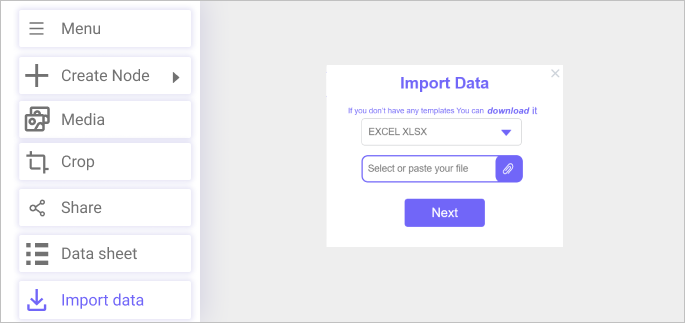 Menu
Create Node
Media
Crop
Share
Data sheet
Import data
Import Data
If you don't have any templates You can download it
EXCEL XLSX
Select or paste your file
Next